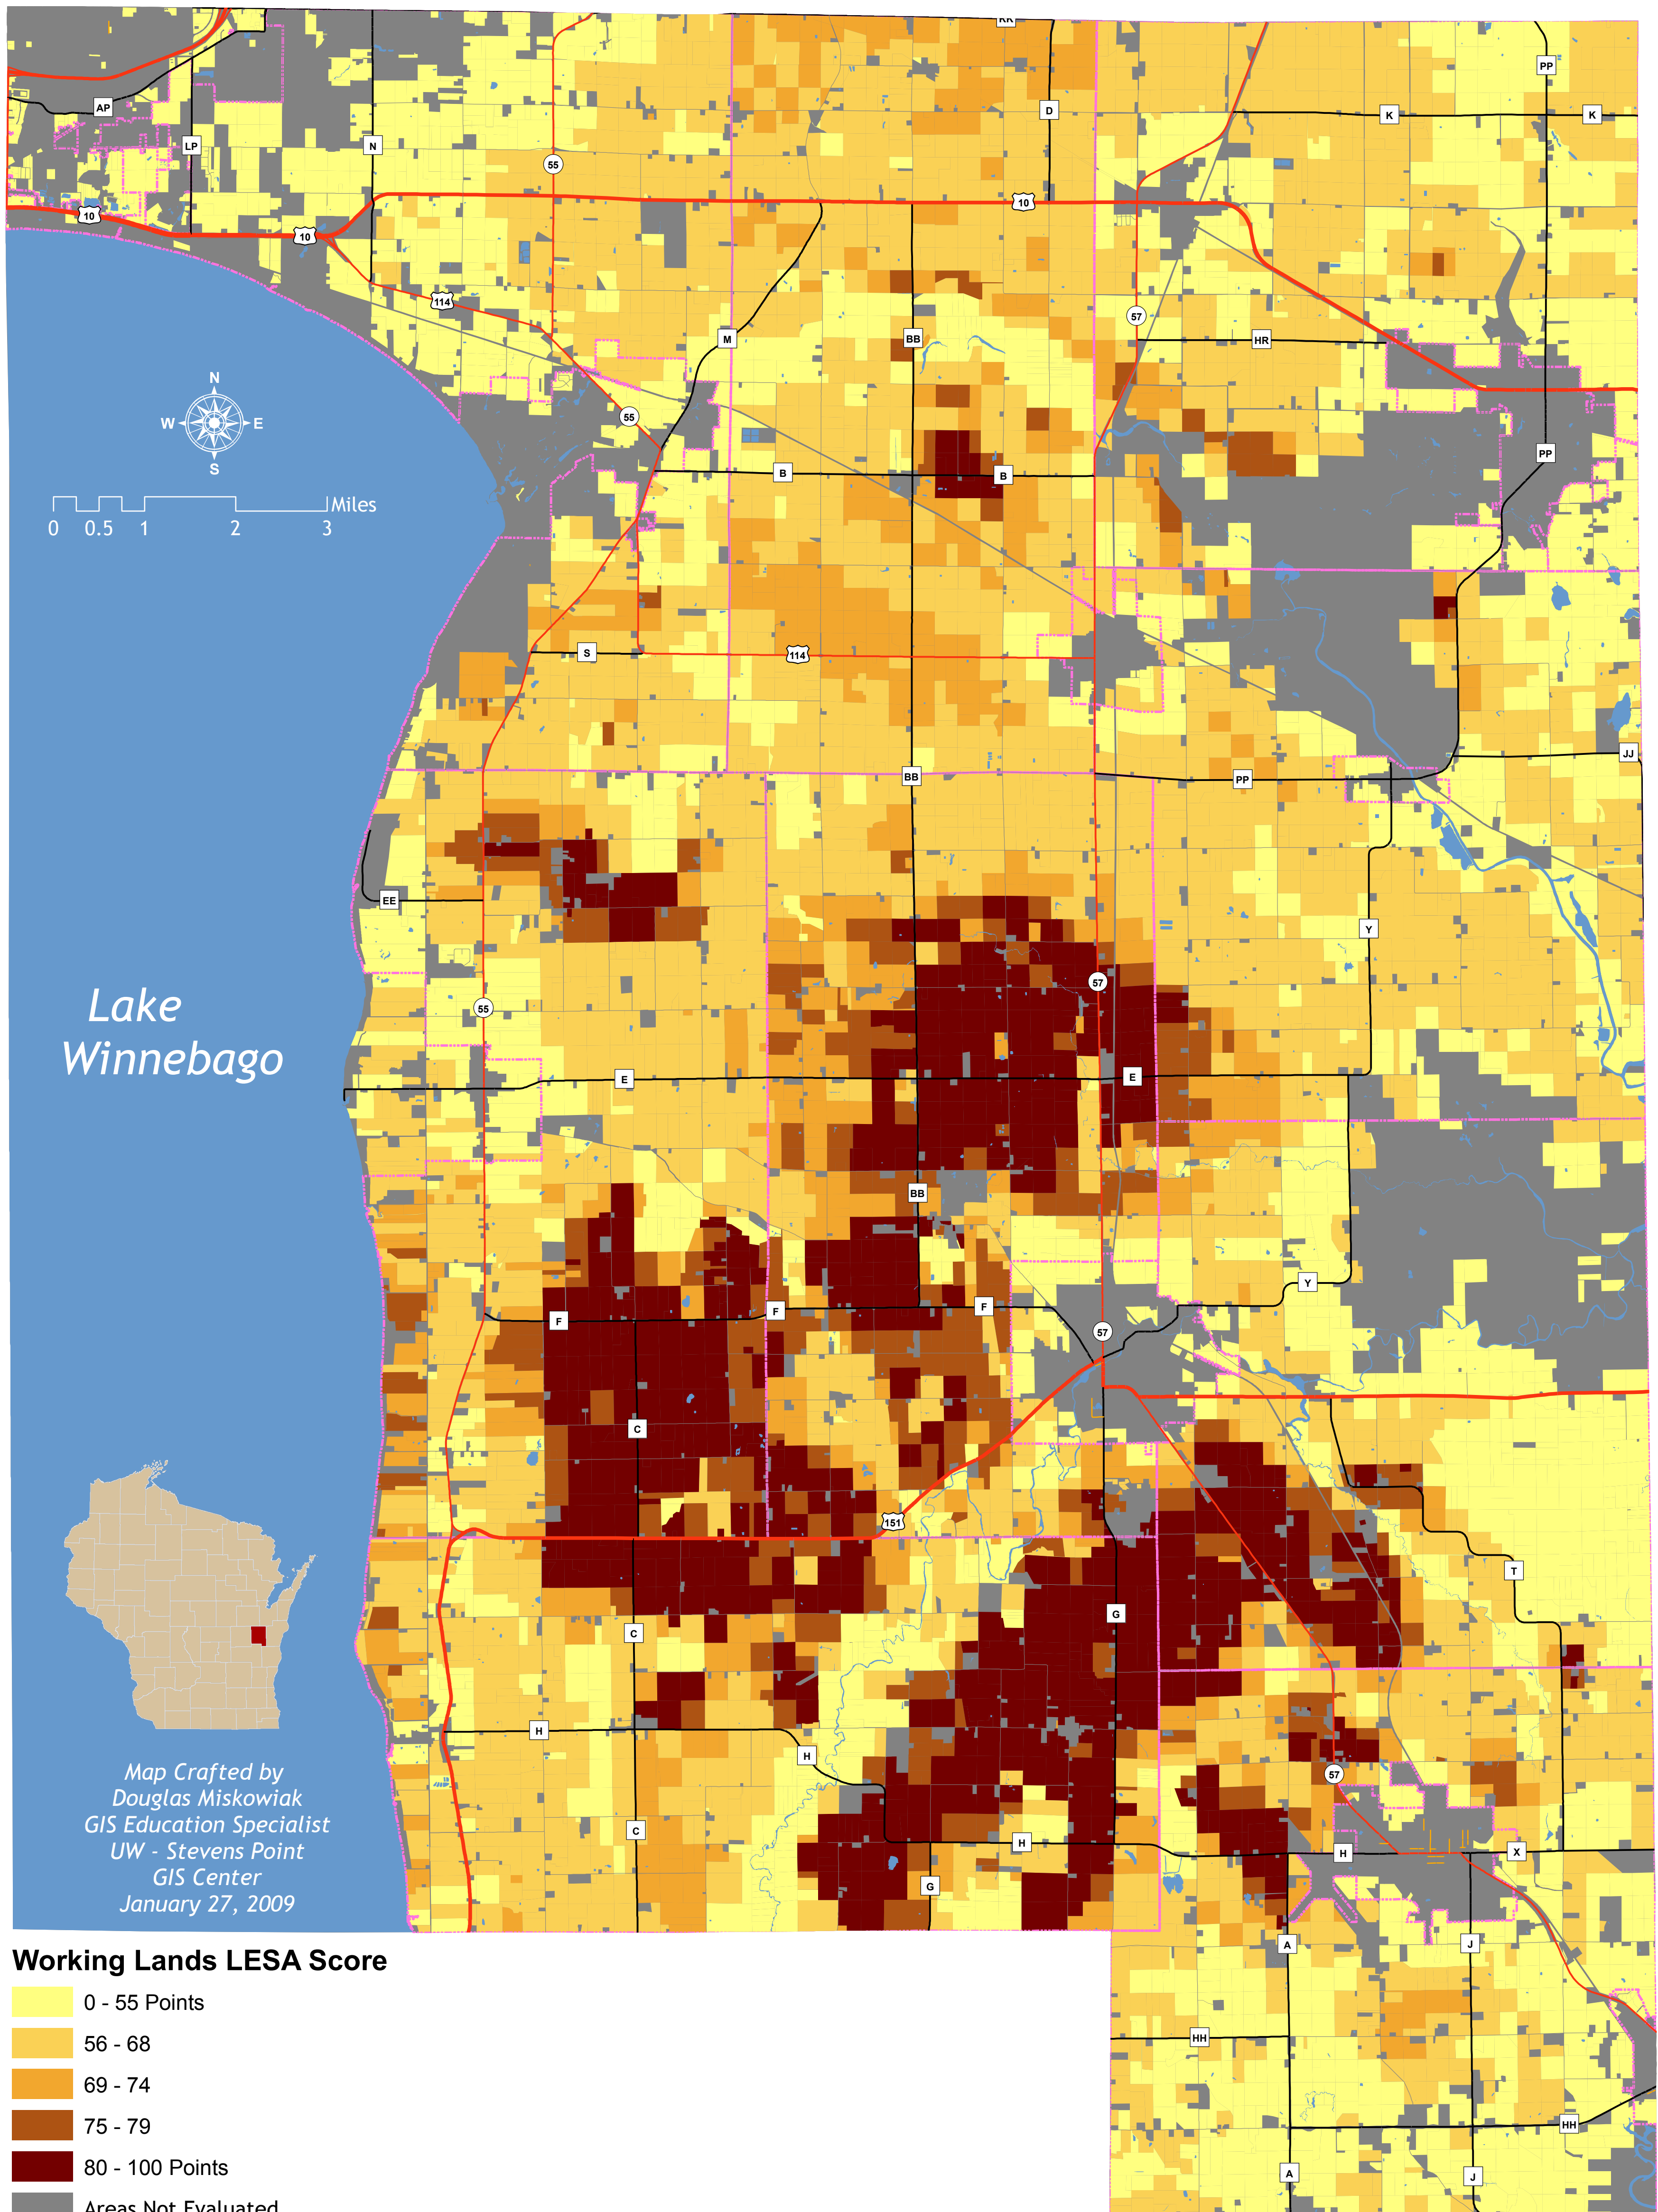 KK
PP
AP
D
K
K
LP
N
55
10
10
10
114
57
M
BB
HR
N
W
E
S
55
B
B
PP
Miles
0
0.5
1
2
3
S
114
JJ
BB
PP
EE
Y
57
Lake
Winnebago
55
E
E
BB
Y
F
F
F
57
C
151
T
G
C
H
H
57
Map Crafted by
Douglas Miskowiak
GIS Education Specialist
UW - Stevens Point
GIS Center
January 27, 2009
C
H
H
X
G
A
J
Working Lands LESA Score
0 - 55 Points
56 - 68
69 - 74
75 - 79
80 - 100 Points
Areas Not Evaluated
HH
HH
A
J